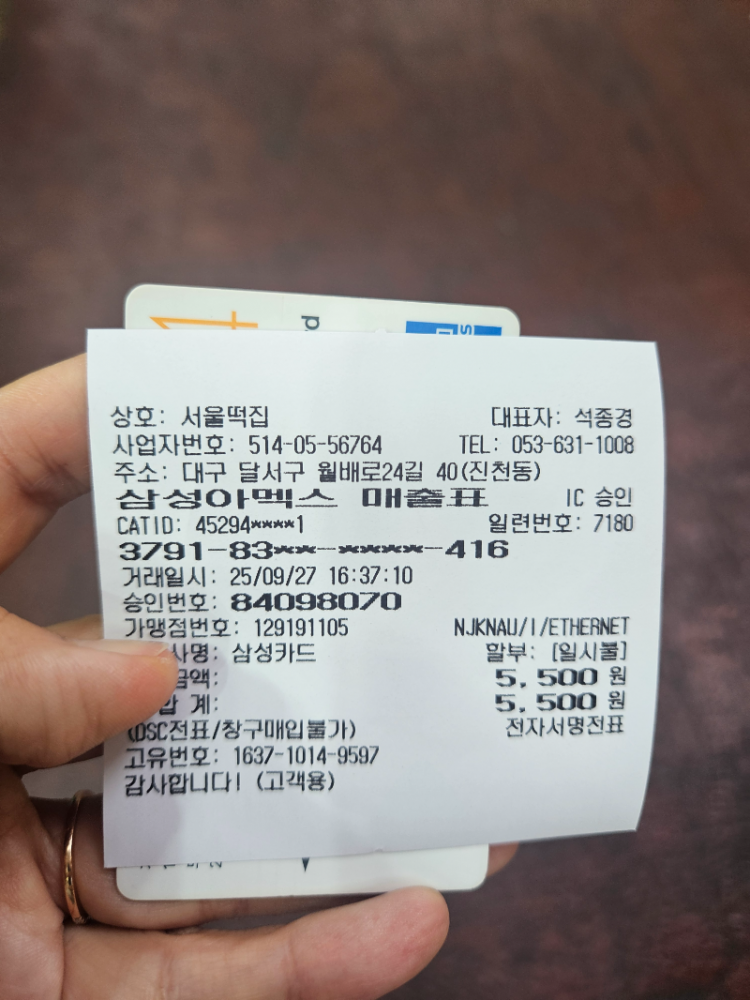 상호: 서울떡집 대표자: 석종경
사업자번호: 514-05-56764 TEL: 053-631-1008
주소: 대구 달서구 월배로24길 40(진천동)
삼성아멕스 매출표 IC 승인
CATID: 45294****1 일련번호: 7180
3791-83**-****-416
거래일시: 25/09/27 16:37:10
승인번호: 84098070
가맹점번호: 129191105 NJKNAU/I/ETHERNET
사명: 삼성카드 할부: [일시불]
금액: 5,500 원
합 계: 5,500 원
(DSC전표/창구매입불가) 전자서명전표
고유번호: 1637-1014-9597
감사합니다! (고객용)